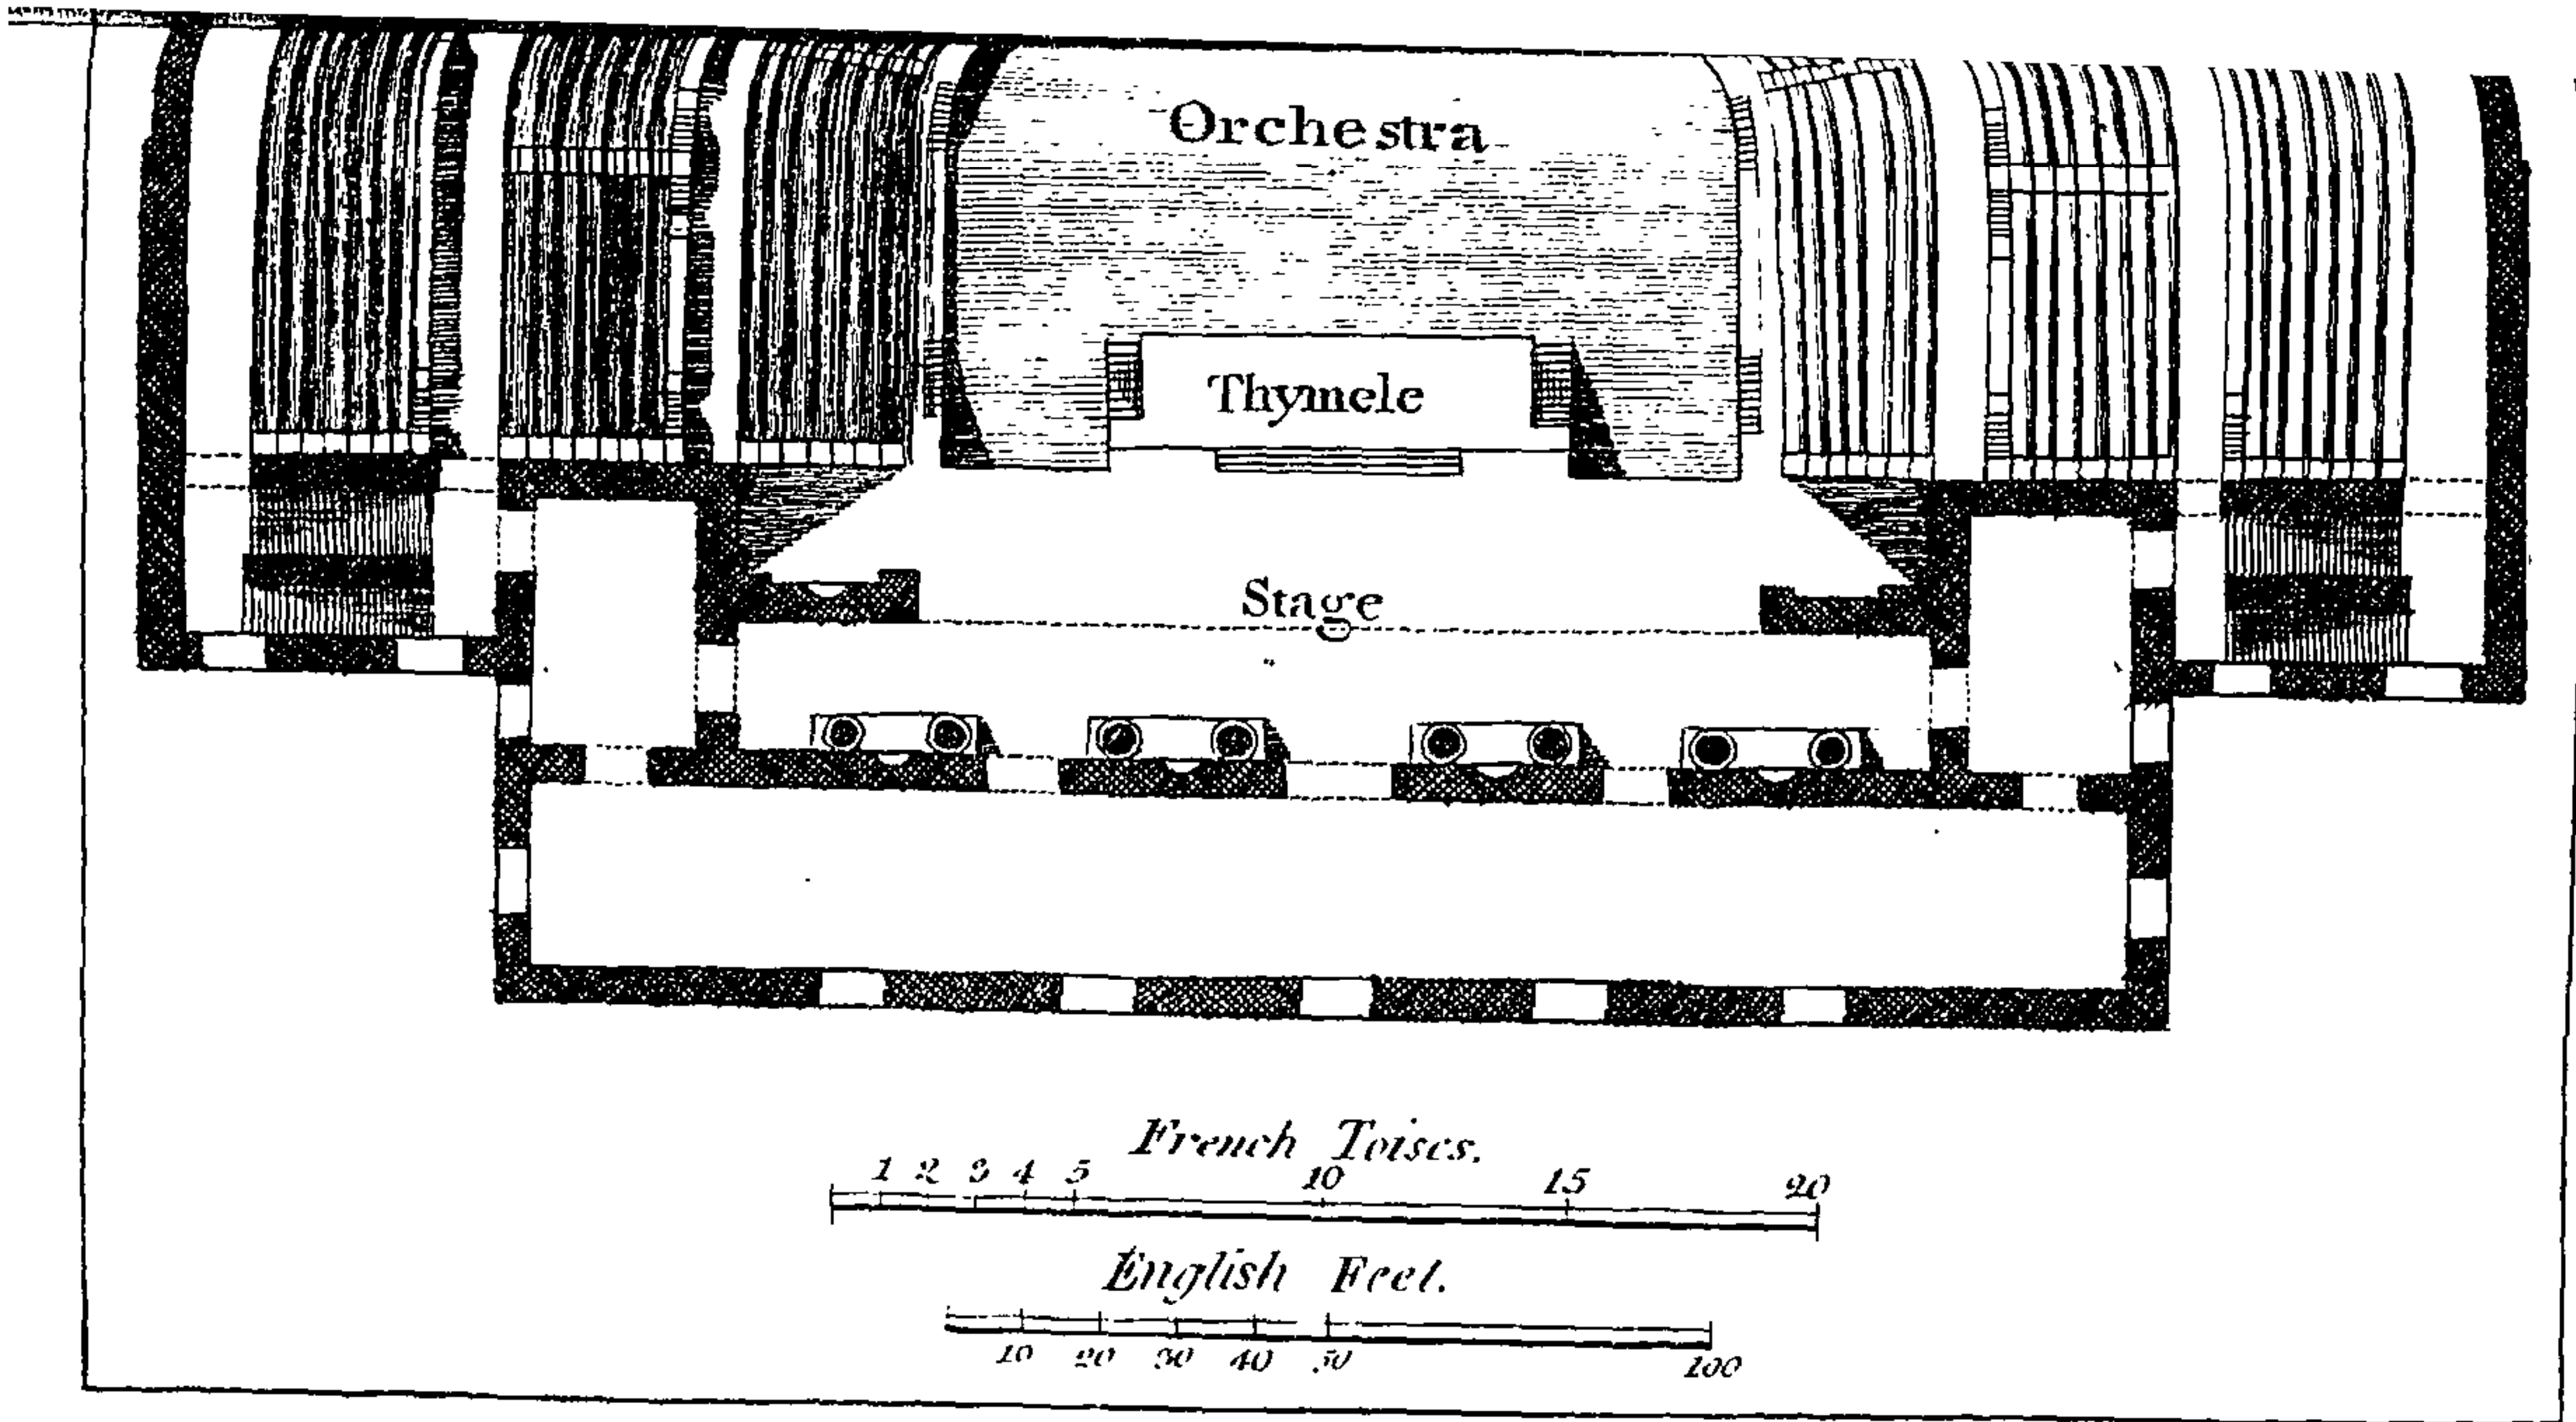 Orchestra
Thymele
Stage
French Toises.
1 2 3 4 5 10 15 20
English Feet.
10 20 30 40 50 100